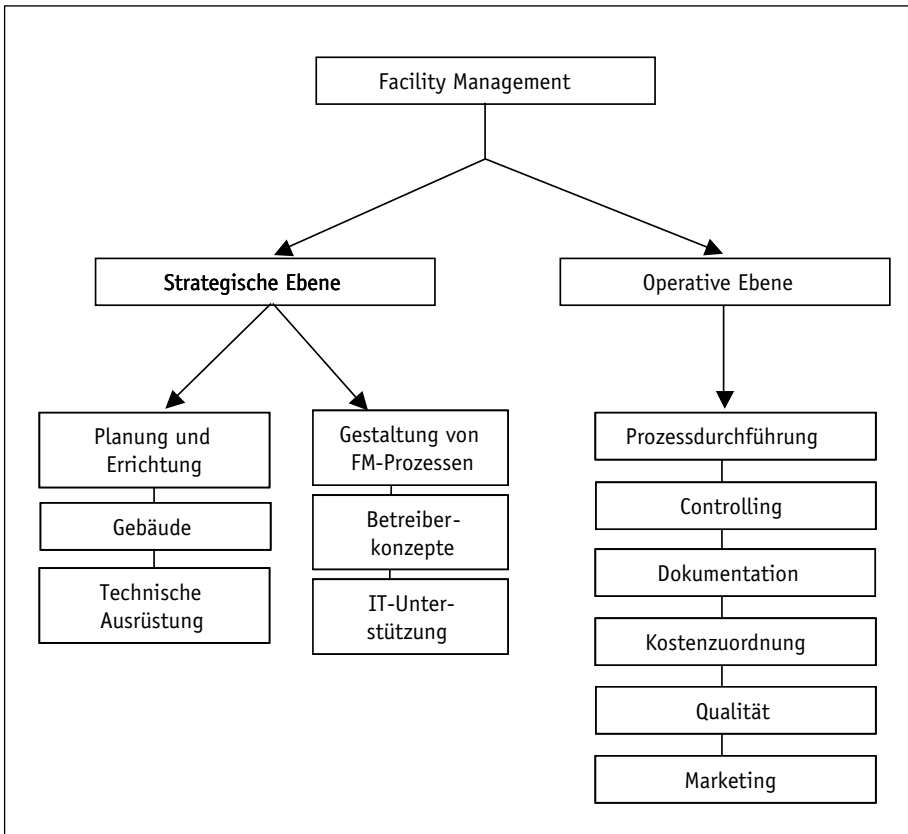 Facility Management
Strategische Ebene
Operative Ebene
Planung und
Errichtung
Gebäude
Technische
Ausrüstung
Gestaltung von
FM-Prozessen
Betreiber-
konzepte
IT-Unter-
stützung
Prozessdurchführung
Controlling
Dokumentation
Kostenzuordnung
Qualität
Marketing